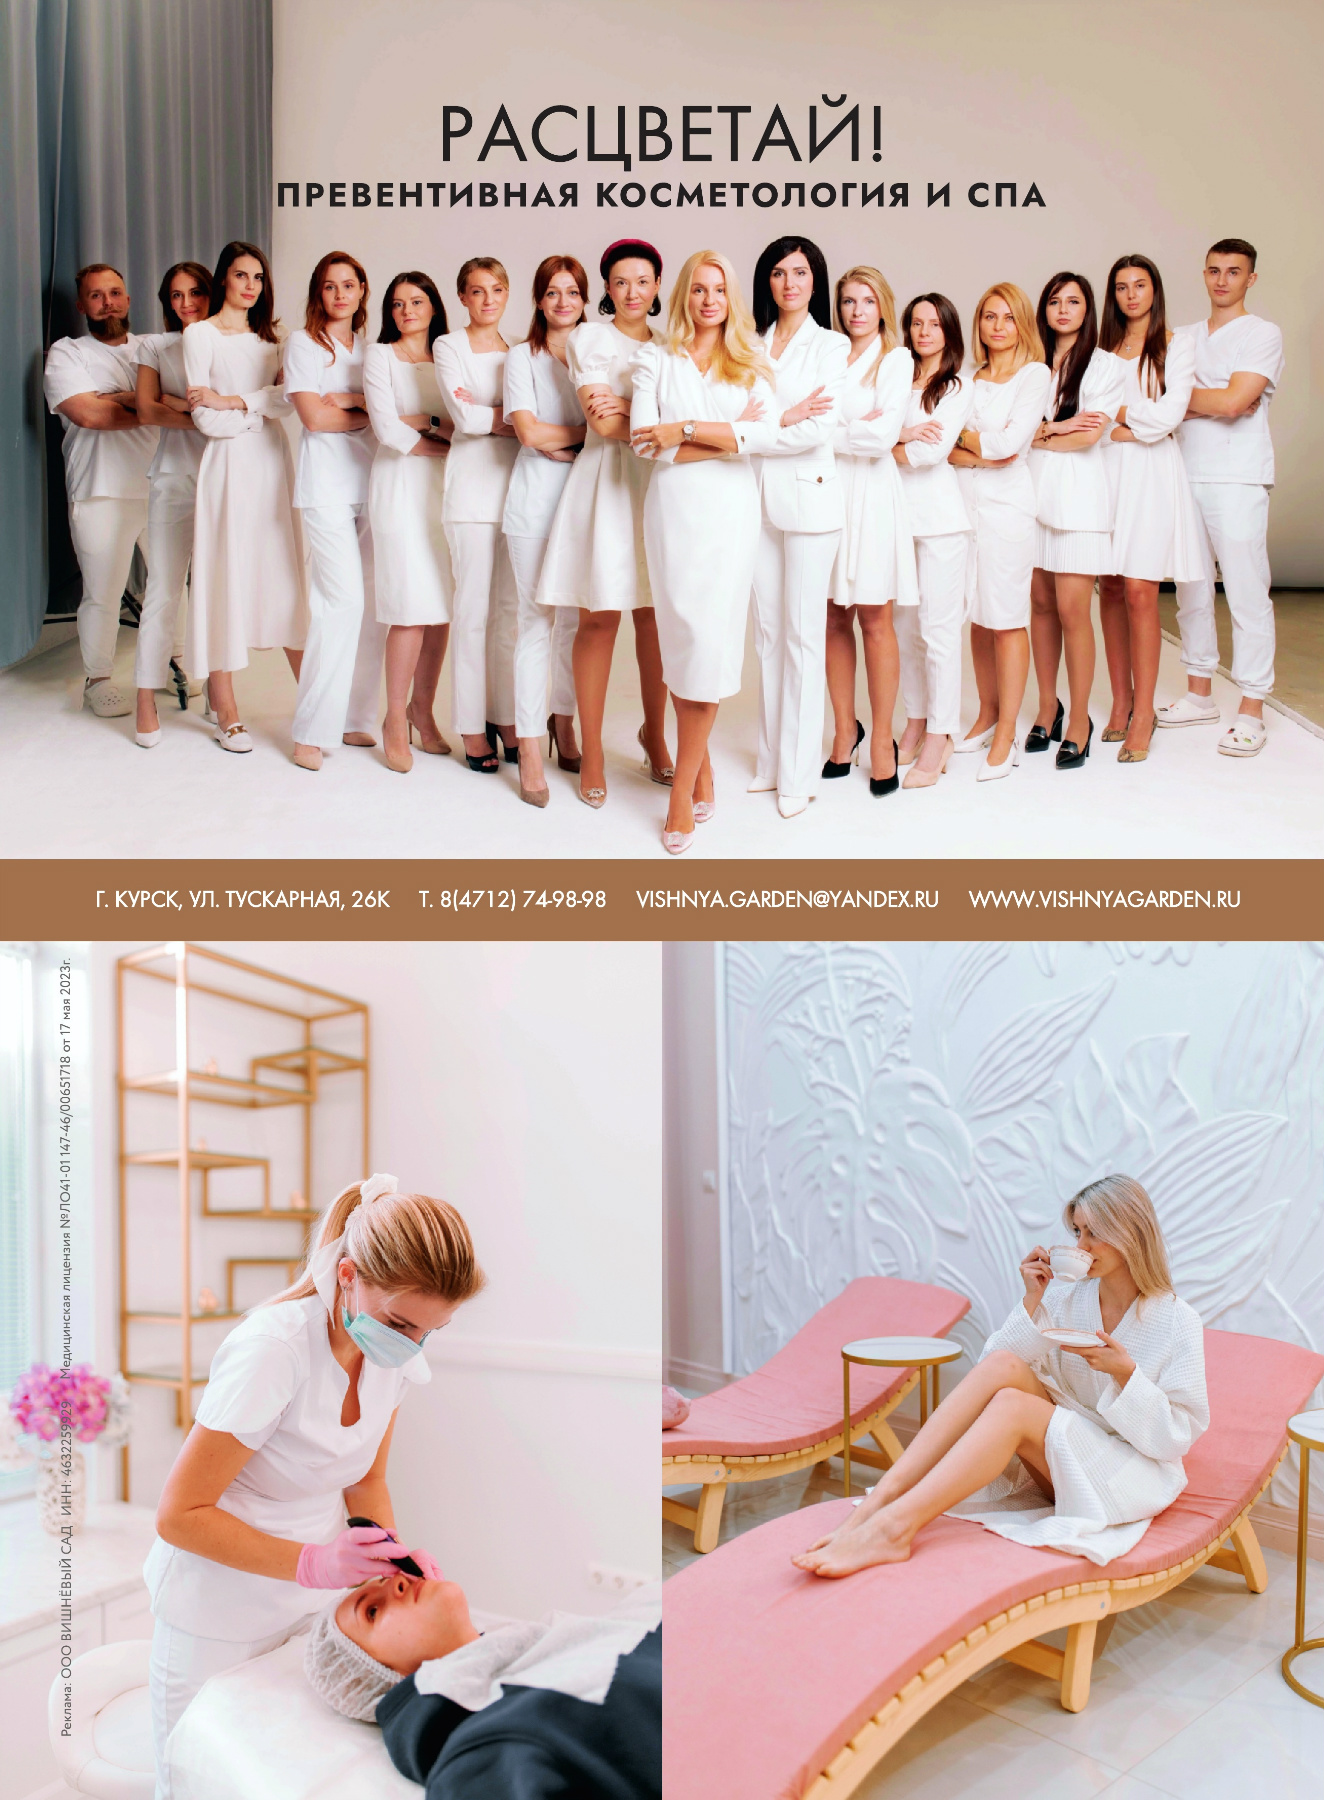 РАСЦВЕТАЙ!
ПРЕВЕНТИВНАЯ КОСМЕТОЛОГИЯ И СПА
Г. КУРСК, УЛ. ТУСКАРНАЯ, 26К Т. 8(4712) 74-98-98 VISHNYA.GARDEN@YANDEX.RU WWW.VISHNYAGARDEN.RU
Реклама: ООО ВИШНЁВЫЙ САД ИНН: 4632259929 Медицинская лицензия №ЛО41-01147-46/00651718 от 17 мая 2023г.